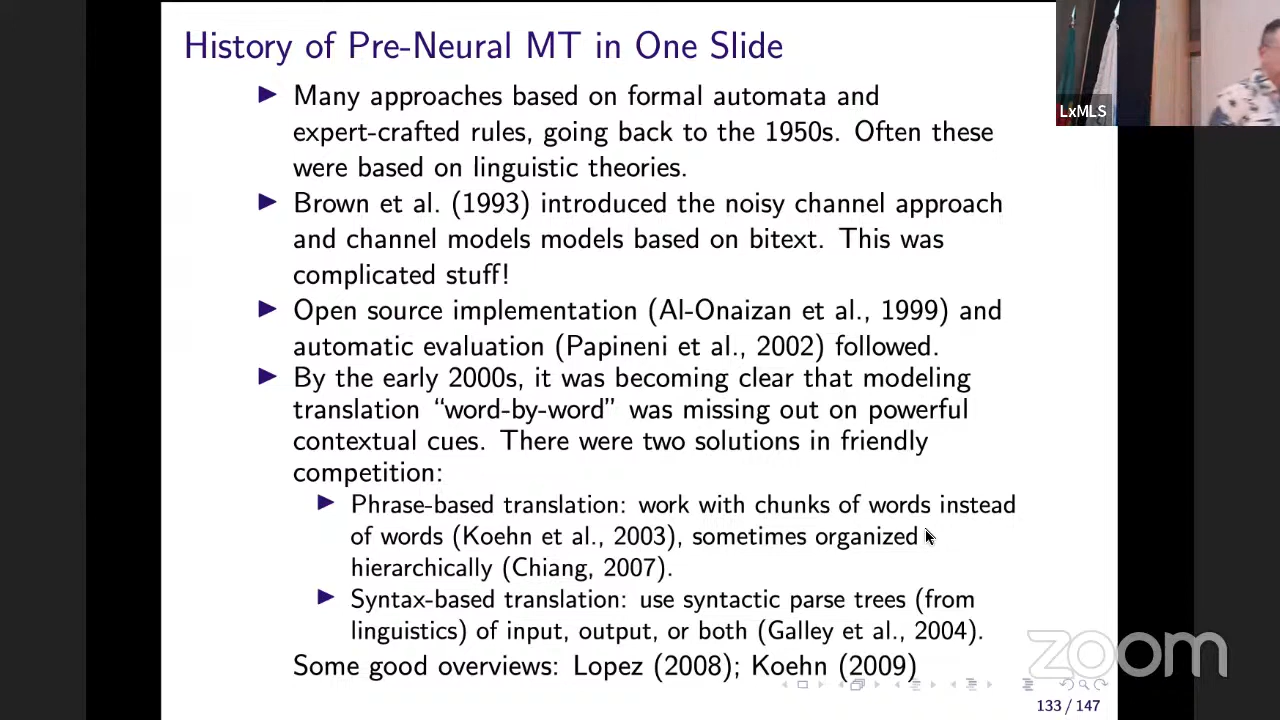 History of Pre-Neural MT in One Slide
LxMLS
▶ Many approaches based on formal automata and
expert-crafted rules, going back to the 1950s. Often these
were based on linguistic theories.
▶ Brown et al. (1993) introduced the noisy channel approach
and channel models models based on bitext. This was
complicated stuff!
▶ Open source implementation (Al-Onaizan et al., 1999) and
automatic evaluation (Papineni et al., 2002) followed.
▶ By the early 2000s, it was becoming clear that modeling
translation “word-by-word” was missing out on powerful
contextual cues. There were two solutions in friendly
competition:
▶ Phrase-based translation: work with chunks of words instead
of words (Koehn et al., 2003), sometimes organized
hierarchically (Chiang, 2007).
▶ Syntax-based translation: use syntactic parse trees (from
linguistics) of input, output, or both (Galley et al., 2004).
Some good overviews: Lopez (2008); Koehn (2009)
zoom
133 / 147